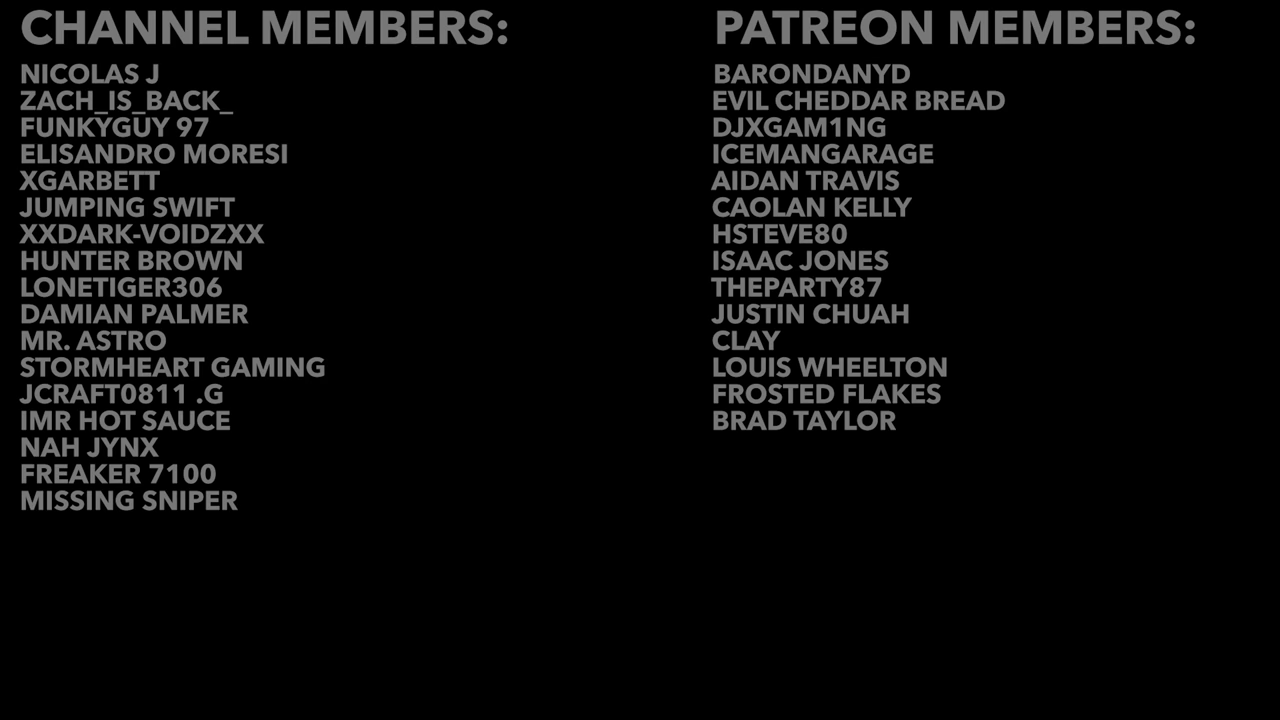 CHANNEL MEMBERS:
NICOLAS J
ZACH_IS_BACK_
FUNKYGUY 97
ELISANDRO MORESI
XGARBETT
JUMPING SWIFT
XXDARK-VOIDZXX
HUNTER BROWN
LONETIGER306
DAMIAN PALMER
MR. ASTRO
STORMHEART GAMING
JCRAFT0811 .G
IMR HOT SAUCE
NAH JYNX
FREAKER 7100
MISSING SNIPER
PATREON MEMBERS:
BARONDANYD
EVIL CHEDDAR BREAD
DJXGAM1NG
ICEMANGARAGE
AIDAN TRAVIS
CAOLAN KELLY
HSTEVE80
ISAAC JONES
THEPARTY87
JUSTIN CHUAH
CLAY
LOUIS WHEELTON
FROSTED FLAKES
BRAD TAYLOR